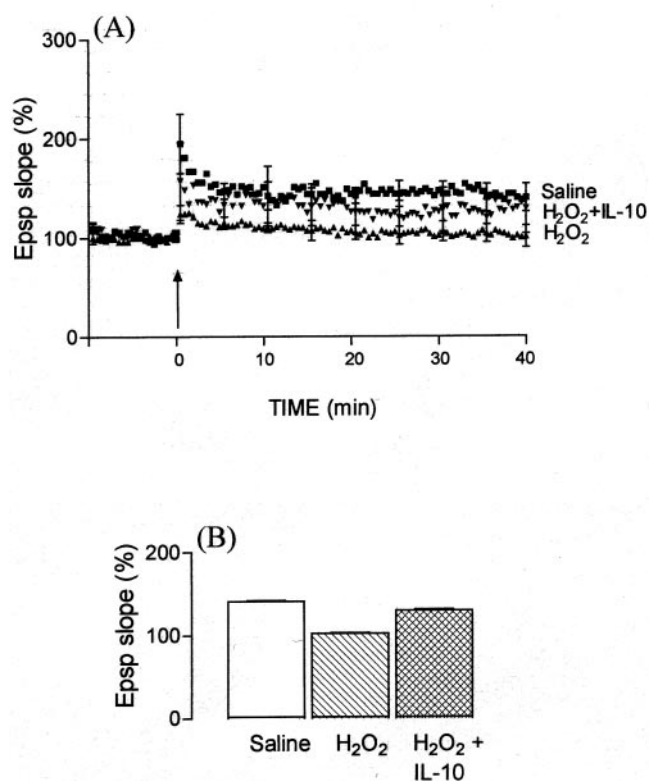 (A)
300
200
100
0
Epsp slope (%)
Saline
H₂O₂+IL-10
H₂O₂
0 10 20 30 40
TIME (min)
(B)
200
100
0
Epsp slope (%)
Saline H₂O₂ H₂O₂ +
IL-10